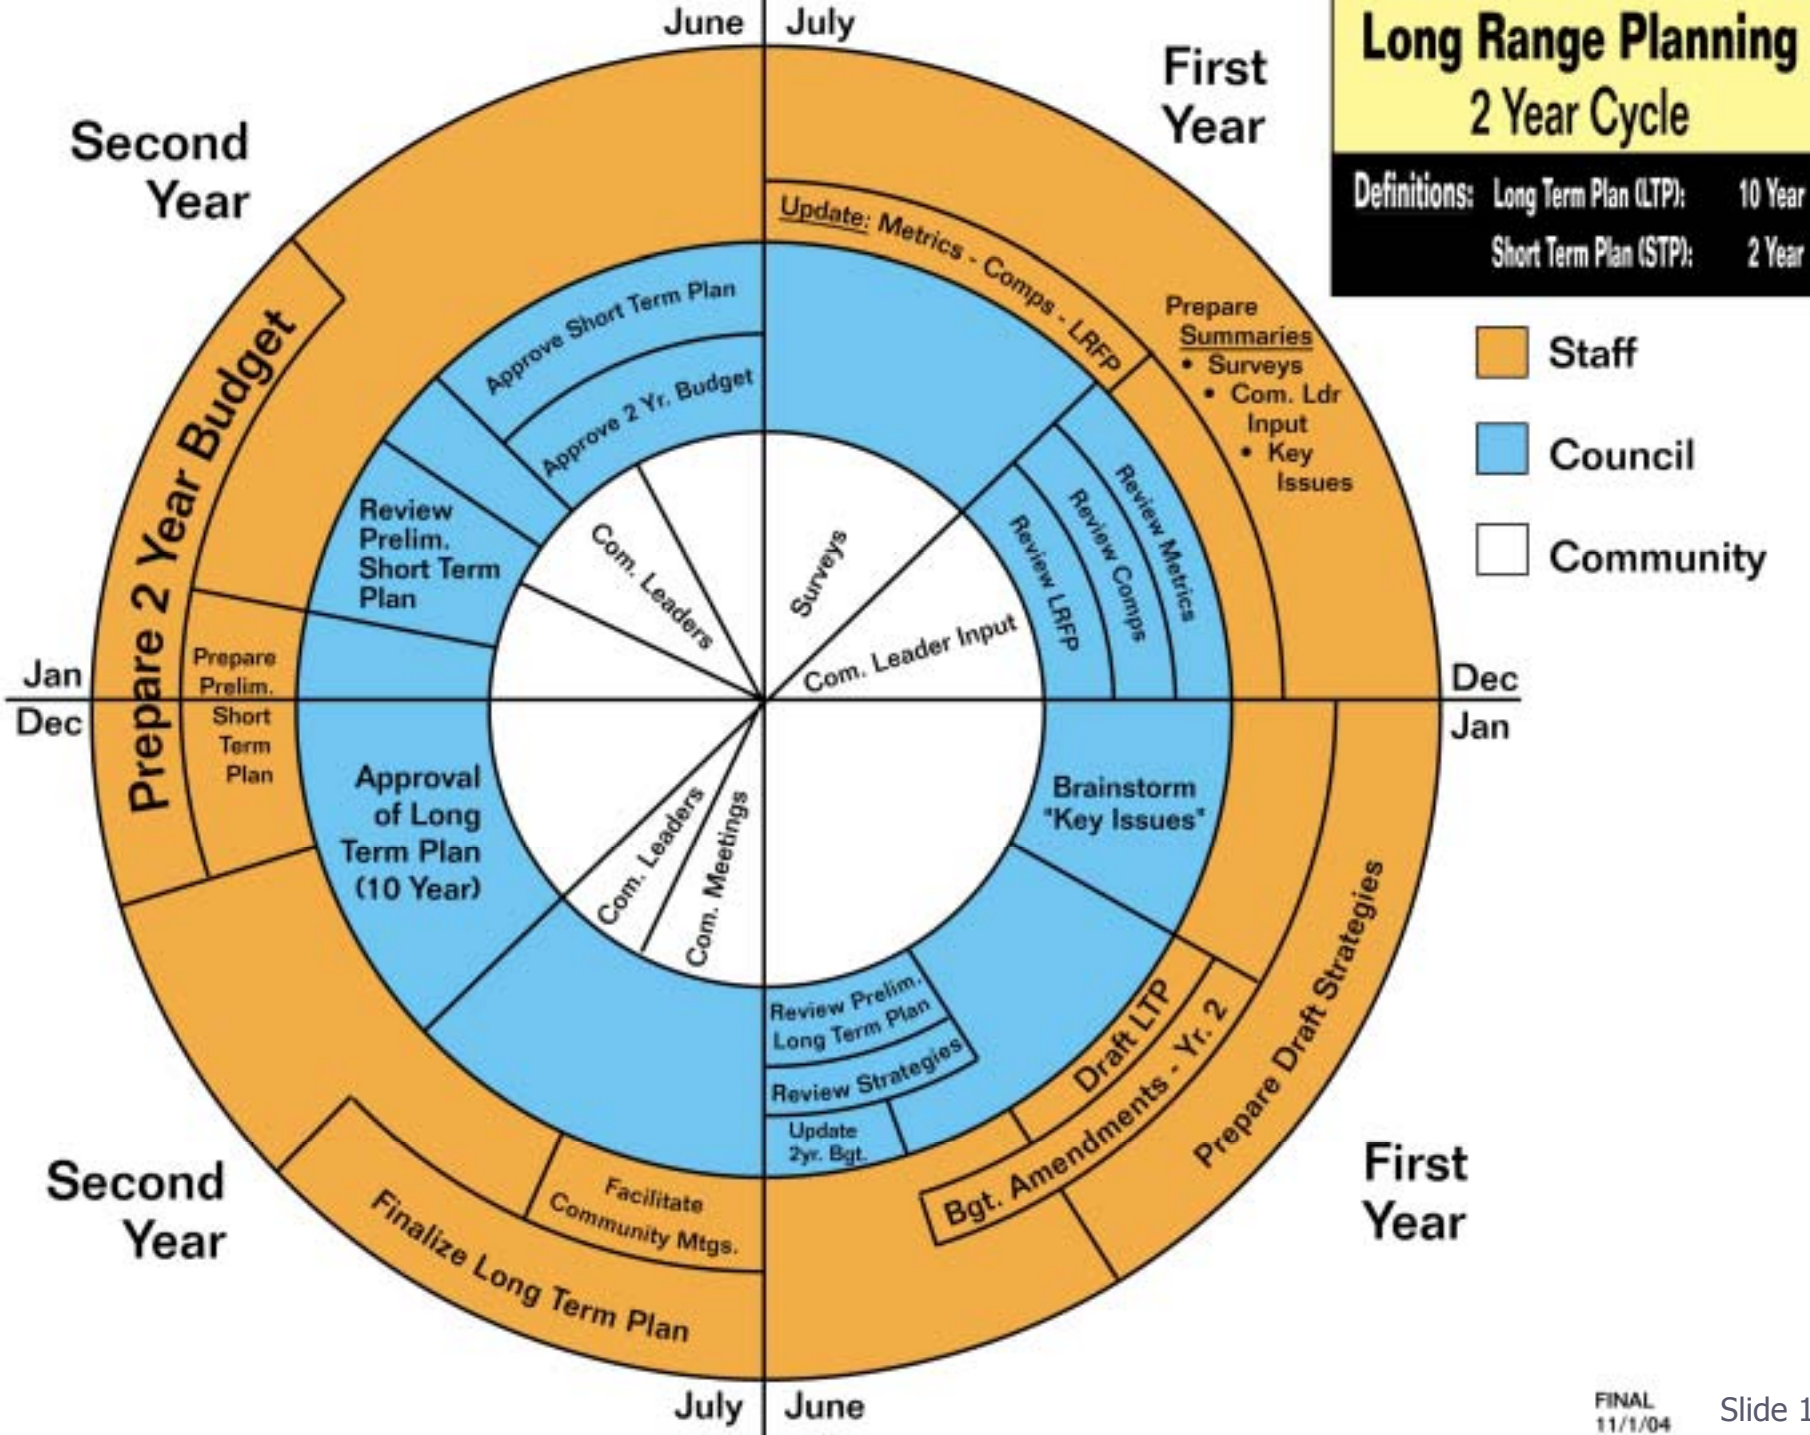 June
July
Long Range Planning
2 Year Cycle
Definitions: Long Term Plan (LTP): 10 Year
Short Term Plan (STP): 2 Year
First
Year
Second
Year
Staff
Council
Community
Update: Metrics - Comps - LRFP
Prepare
Summaries
• Surveys
• Com. Ldr
Input
• Key
Issues
Review Metrics
Review Comps
Review LRFP
Surveys
Com. Leader Input
Dec
Jan
Brainstorm
"Key Issues"
Prepare Draft Strategies
Draft LTP
Bgt. Amendments - Yr. 2
Review Prelim.
Long Term Plan
Review Strategies
Update
2yr. Bgt.
First
Year
June
July
Com. Meetings
Com. Leaders
Facilitate
Community Mtgs.
Finalize Long Term Plan
Second
Year
Approval
of Long
Term Plan
(10 Year)
Jan
Dec
Prepare 2 Year Budget
Prepare
Prelim.
Short
Term
Plan
Review
Prelim.
Short Term
Plan
Com. Leaders
Approve Short Term Plan
Approve 2 Yr. Budget
FINAL
11/1/04
Slide 1